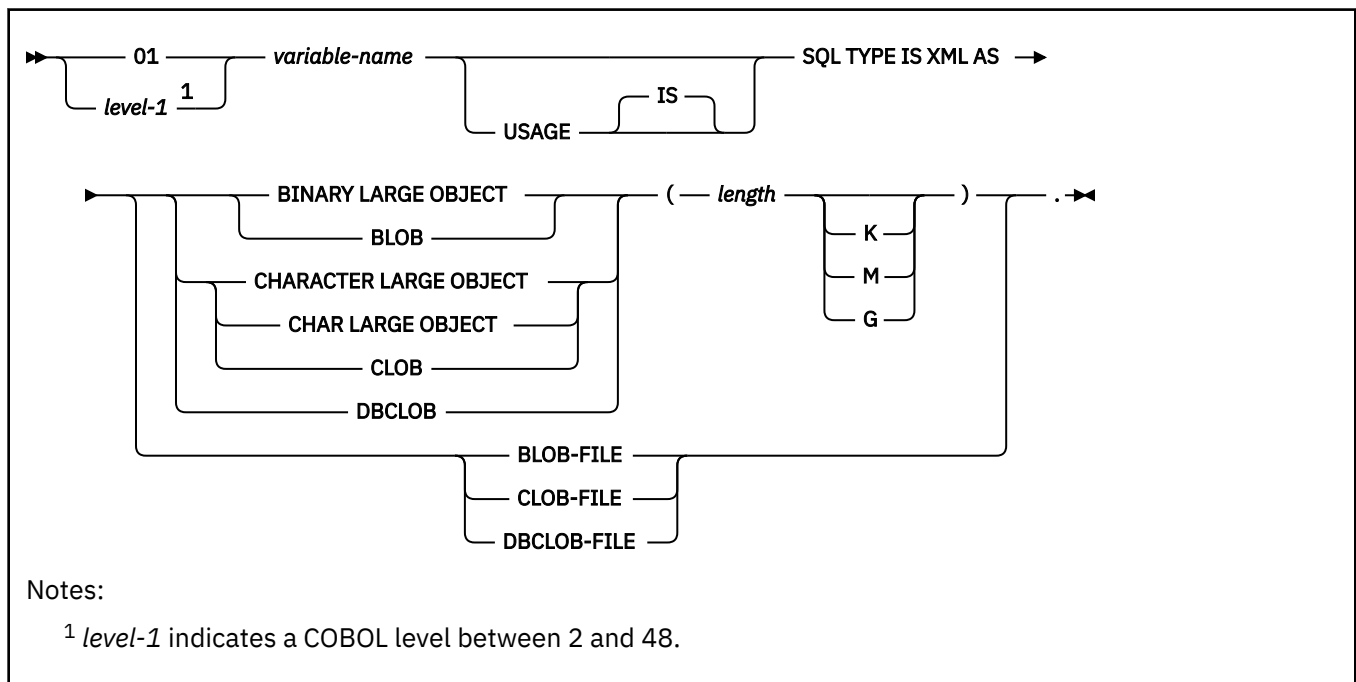 01 variable-name SQL TYPE IS XML AS
level-1 1 IS
USAGE
BINARY LARGE OBJECT ( length ) .
BLOB K
CHARACTER LARGE OBJECT M
CHAR LARGE OBJECT G
CLOB
DBCLOB
BLOB-FILE
CLOB-FILE
DBCLOB-FILE
Notes:
1 level-1 indicates a COBOL level between 2 and 48.